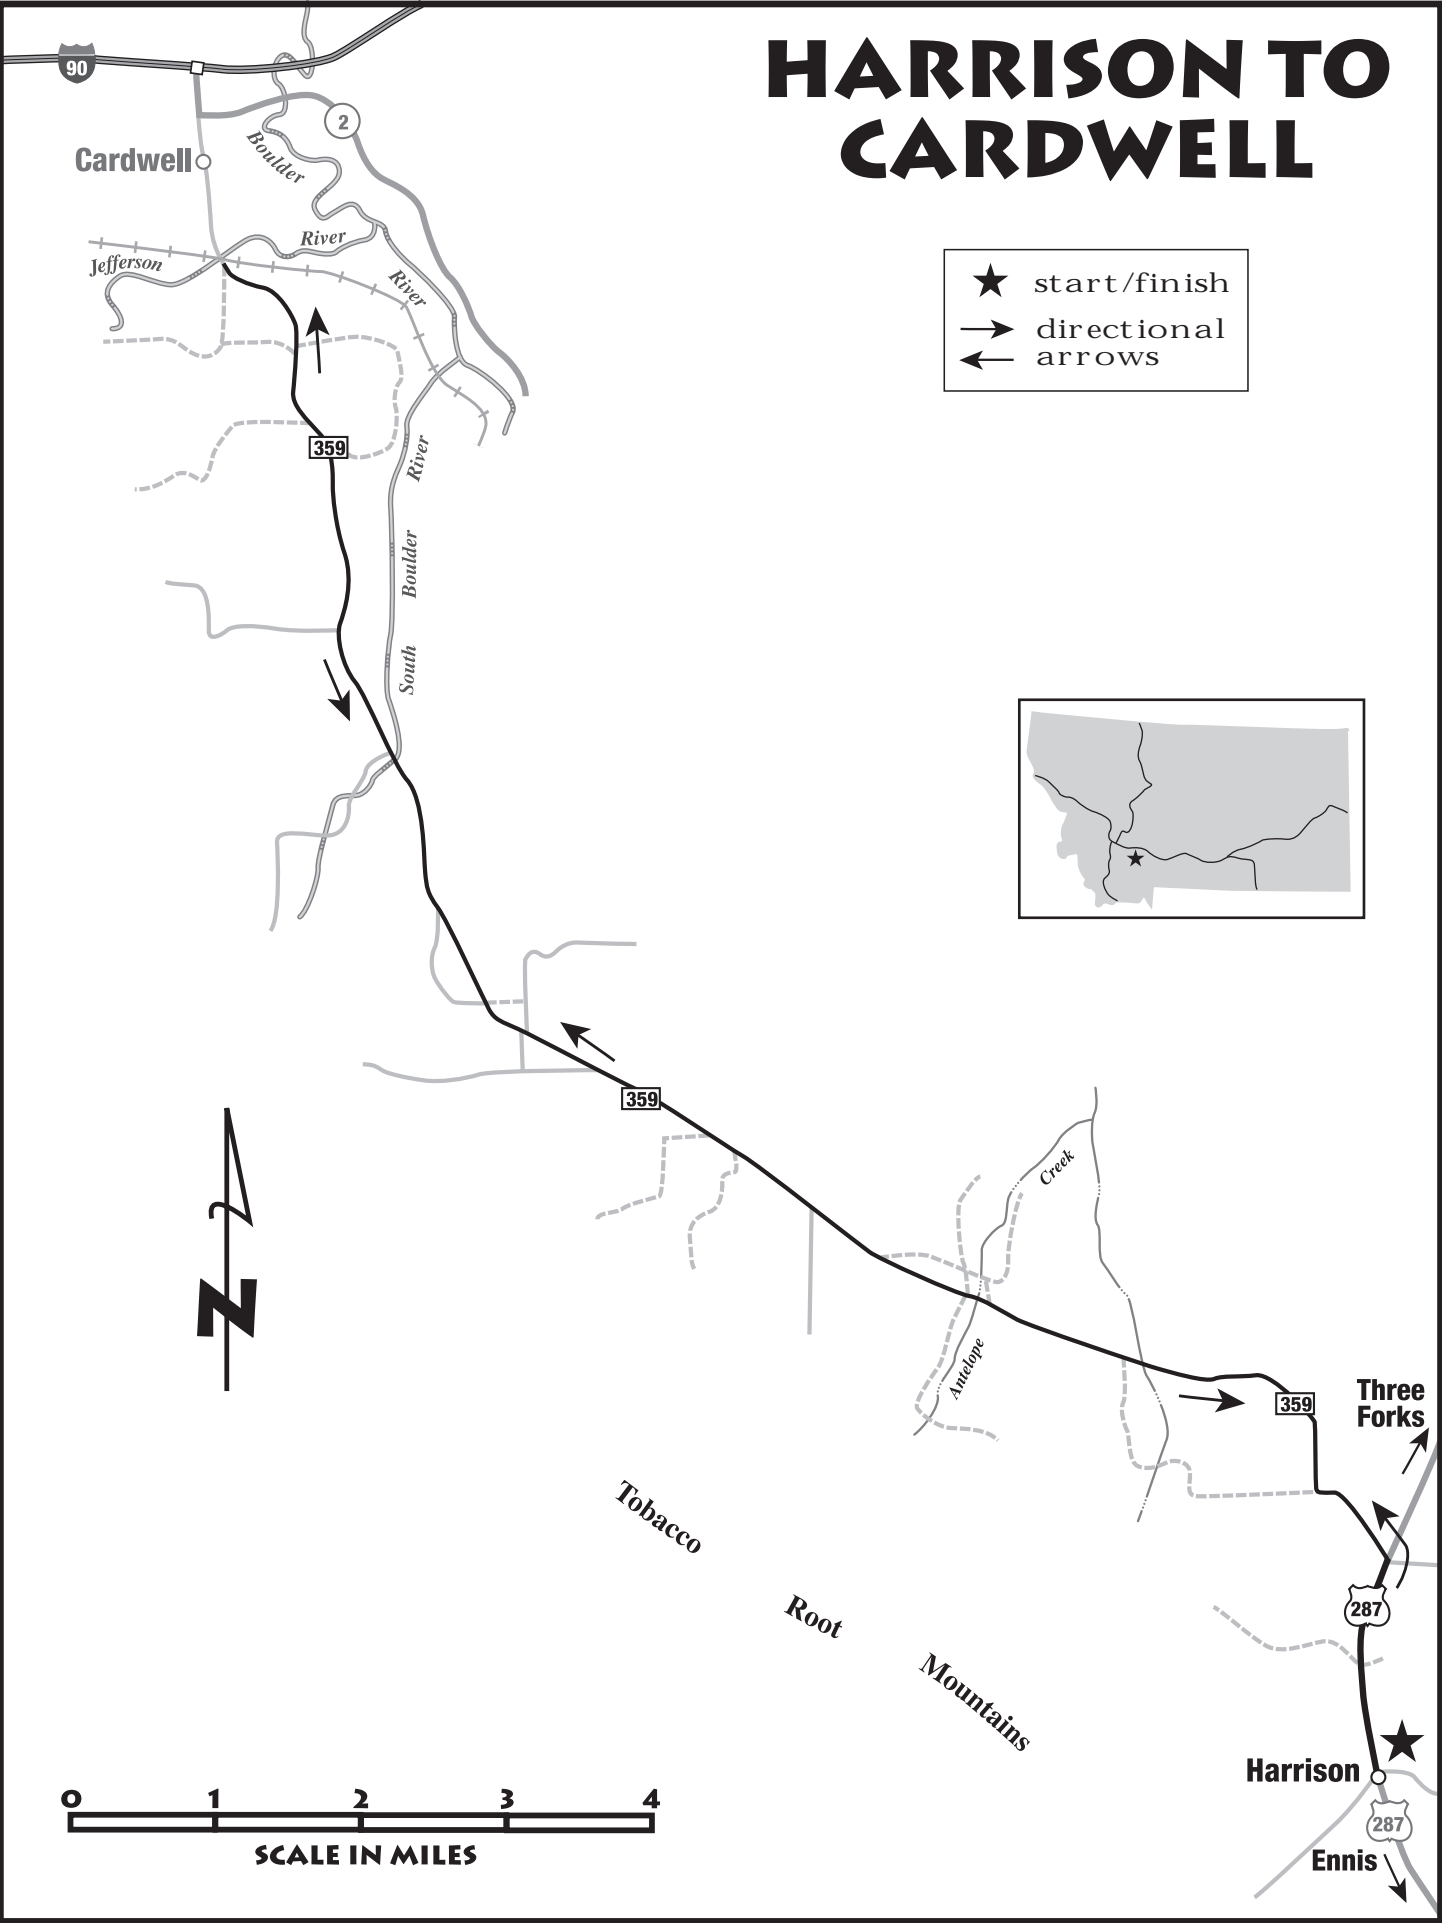 HARRISON TO
CARDWELL
90
2
Cardwell
Boulder
River
Jefferson
River
start/finish
directional
arrows
359
River
Boulder
South
359
Creek
Antelope
N
359
Three
Forks
Tobacco
Root
Mountains
287
Harrison
287
Ennis
0 1 2 3 4
SCALE IN MILES